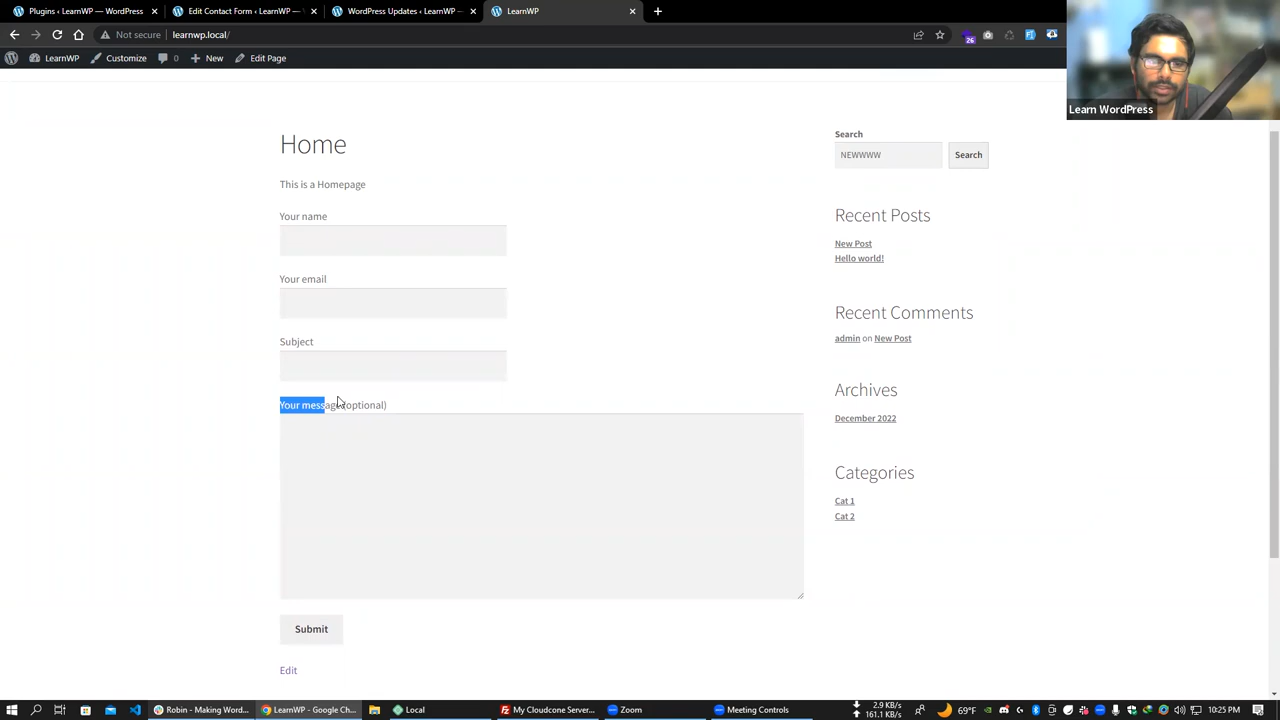 Plugins ‹ LearnWP — WordPress
Edit Contact Form ‹ LearnWP —
WordPress Updates ‹ LearnWP —
LearnWP
Not secure
learnwp.local/
26
LearnWP
Customize
0
New
Edit Page
Learn WordPress
Home
This is a Homepage
Your name
Your email
Subject
Your message (optional)
Submit
Edit
Search
NEWWWW
Search
Recent Posts
New Post
Hello world!
Recent Comments
admin on New Post
Archives
December 2022
Categories
Cat 1
Cat 2
Robin - Making Word...
LearnWP - Google Ch...
Local
My Cloudcone Server...
Zoom
Meeting Controls
2.9 KB/s
161.1 KB/s
69°F
10:25 PM